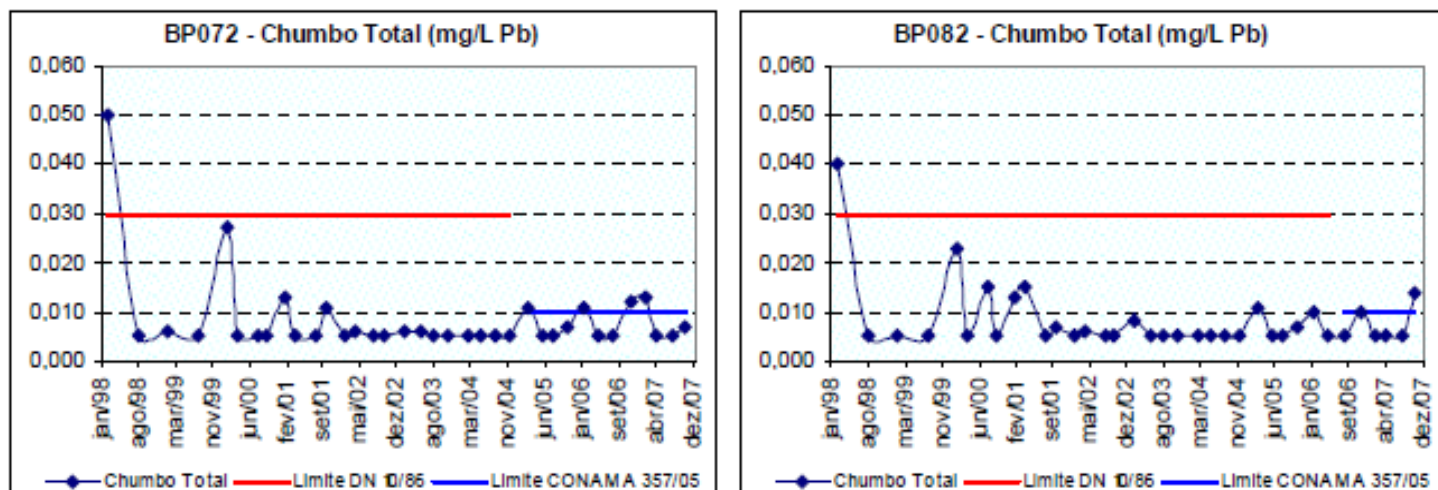 BP072 - Chumbo Total (mg/L Pb)
0,060
0,050
0,040
0,030
0,020
0,010
0,000
jan/98
ago/98
mar/99
nov/99
jun/00
fev/01
set/01
mai/02
dez/02
ago/03
mar/04
nov/04
jun/05
jan/06
set/06
abr/07
dez/07
Chumbo Total Limite DN 10/86 Limite CONAMA 357/05
BP082 - Chumbo Total (mg/L Pb)
0,060
0,050
0,040
0,030
0,020
0,010
0,000
jan/98
ago/98
mar/99
nov/99
jun/00
fev/01
set/01
mai/02
dez/02
ago/03
mar/04
nov/04
jun/05
jan/06
set/06
abr/07
dez/07
Chumbo Total Limite DN 10/86 Limite CONAMA 357/05